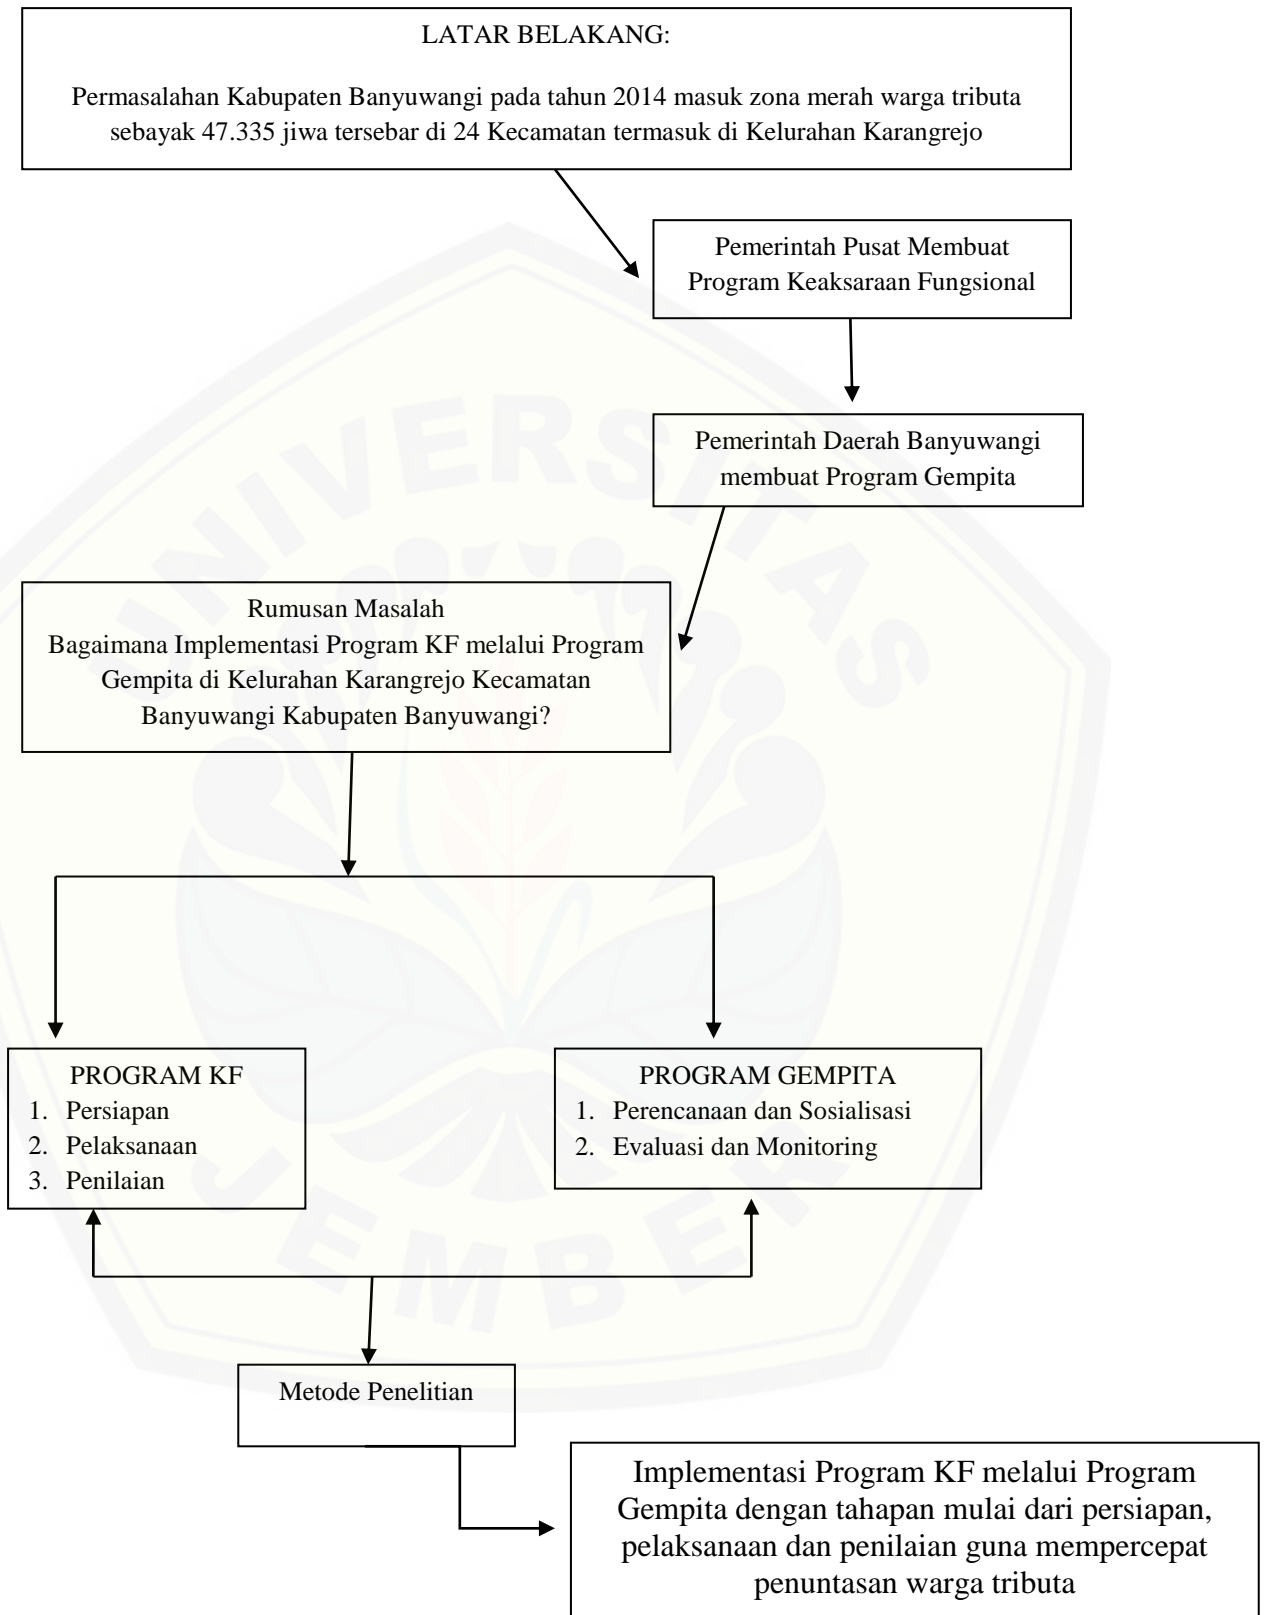 LATAR BELAKANG:
Permasalahan Kabupaten Banyuwangi pada tahun 2014 masuk zona merah warga tributa
sebayak 47.335 jiwa tersebar di 24 Kecamatan termasuk di Kelurahan Karangrejo
Pemerintah Pusat Membuat
Program Keaksaraan Fungsional
Pemerintah Daerah Banyuwangi
membuat Program Gempita
Rumusan Masalah
Bagaimana Implementasi Program KF melalui Program
Gempita di Kelurahan Karangrejo Kecamatan
Banyuwangi Kabupaten Banyuwangi?
PROGRAM KF
1. Persiapan
2. Pelaksanaan
3. Penilaian
PROGRAM GEMPITA
1. Perencanaan dan Sosialisasi
2. Evaluasi dan Monitoring
Metode Penelitian
Implementasi Program KF melalui Program
Gempita dengan tahapan mulai dari persiapan,
pelaksanaan dan penilaian guna mempercepat
penuntasan warga tributa
UNIVERSITAS
JEMBER